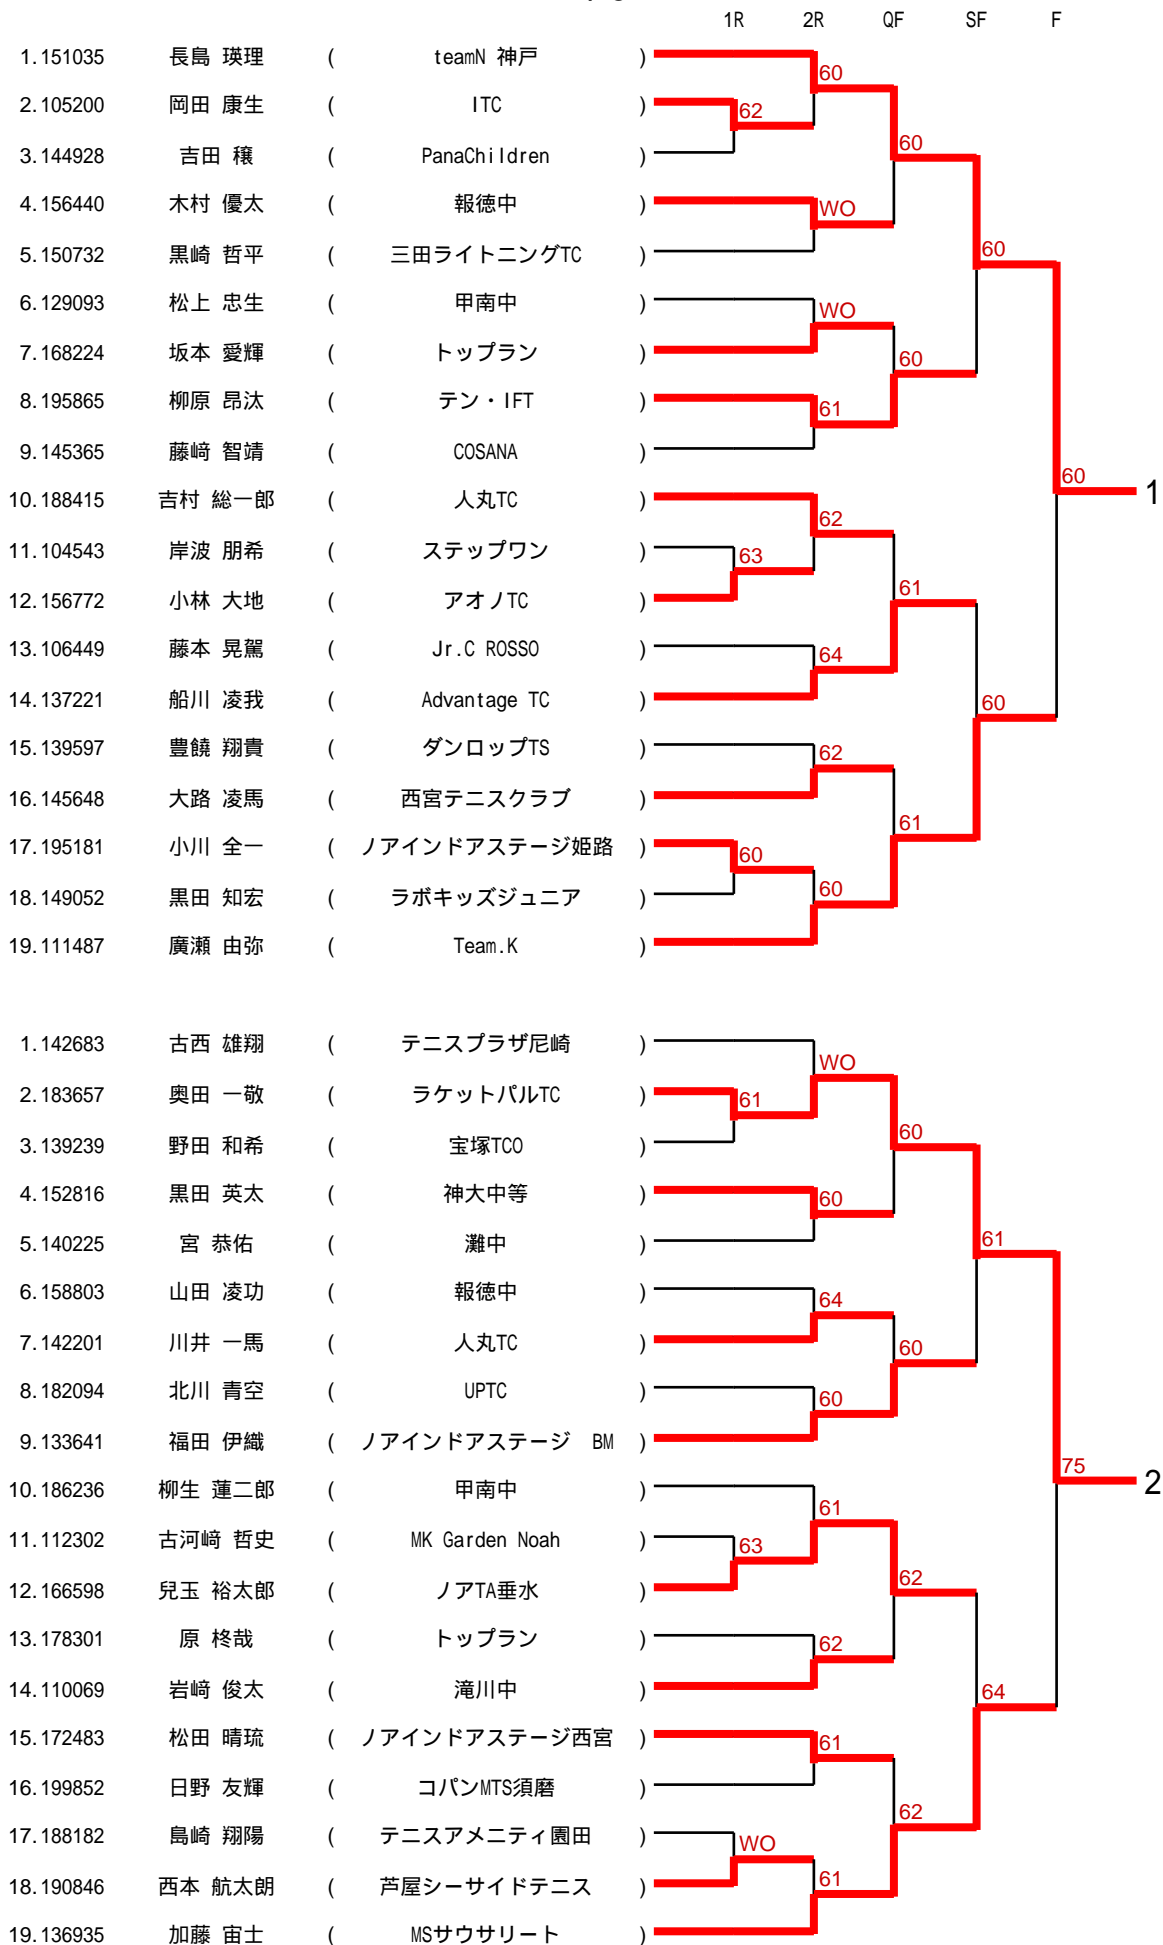 1R 2R QF SF F
1.151035 長島 瑛理 ( teamN 神戸 )
60
2.105200 岡田 康生 ( ITC )
62
3.144928 吉田 穣 ( PanaChildren )
60
4.156440 木村 優太 ( 報徳中 )
WO
5.150732 黒崎 哲平 ( 三田ライトニングTC )
60
6.129093 松上 忠生 ( 甲南中 )
WO
7.168224 坂本 愛輝 ( トップラン )
60
8.195865 柳原 昂汰 ( テン・IFT )
61
9.145365 藤﨑 智靖 ( COSANA )
60 1
10.188415 吉村 総一郎 ( 人丸TC )
62
11.104543 岸波 朋希 ( ステップワン )
63
61
12.156772 小林 大地 ( アオノTC )
13.106449 藤本 晃駕 ( Jr.C ROSSO )
64
14.137221 船川 凌我 ( Advantage TC )
60
15.139597 豊饒 翔貴 ( ダンロップTS )
62
16.145648 大路 凌馬 ( 西宮テニスクラブ )
61
17.195181 小川 全一 ( ノアインドアステージ姫路 )
60
18.149052 黒田 知宏 ( ラボキッズジュニア )
60
19.111487 廣瀬 由弥 ( Team.K )
1.142683 古西 雄翔 ( テニスプラザ尼崎 )
WO
2.183657 奥田 一敬 ( ラケットパルTC )
61
60
3.139239 野田 和希 ( 宝塚TCO )
4.152816 黒田 英太 ( 神大中等 )
60
5.140225 宮 恭佑 ( 灘中 )
61
6.158803 山田 凌功 ( 報徳中 )
64
7.142201 川井 一馬 ( 人丸TC )
60
8.182094 北川 青空 ( UPTC )
60
9.133641 福田 伊織 ( ノアインドアステージ BM )
75 2
10.186236 柳生 蓮二郎 ( 甲南中 )
61
11.112302 古河﨑 哲史 ( MK Garden Noah )
63
62
12.166598 兒玉 裕太郎 ( ノアTA垂水 )
13.178301 原 柊哉 ( トップラン )
62
14.110069 岩﨑 俊太 ( 滝川中 )
64
15.172483 松田 晴琉 ( ノアインドアステージ西宮 )
61
16.199852 日野 友輝 ( コパンMTS須磨 )
62
17.188182 島崎 翔陽 ( テニスアメニティ園田 )
WO
18.190846 西本 航太朗 ( 芦屋シーサイドテニス )
61
19.136935 加藤 宙士 ( MSサウサリート )